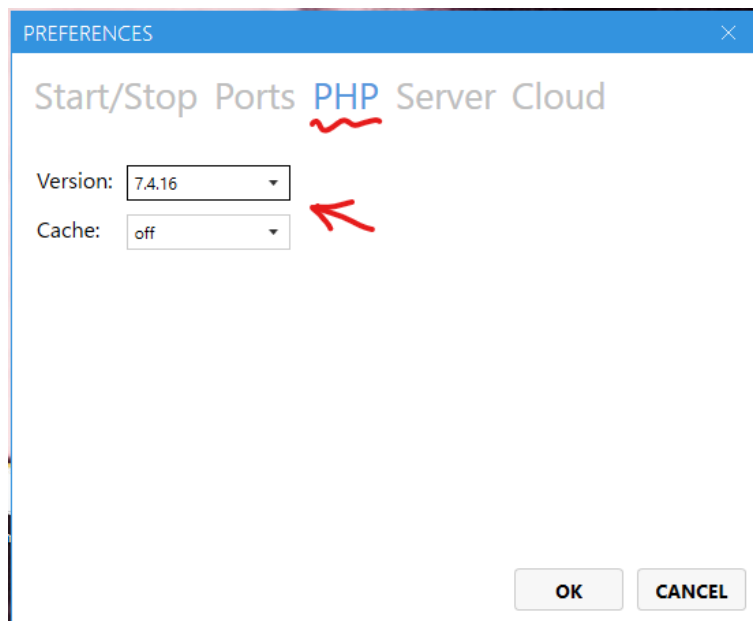 PREFERENCES
Start/Stop Ports PHP Server Cloud
Version: 7.4.16
Cache: off
OK CANCEL